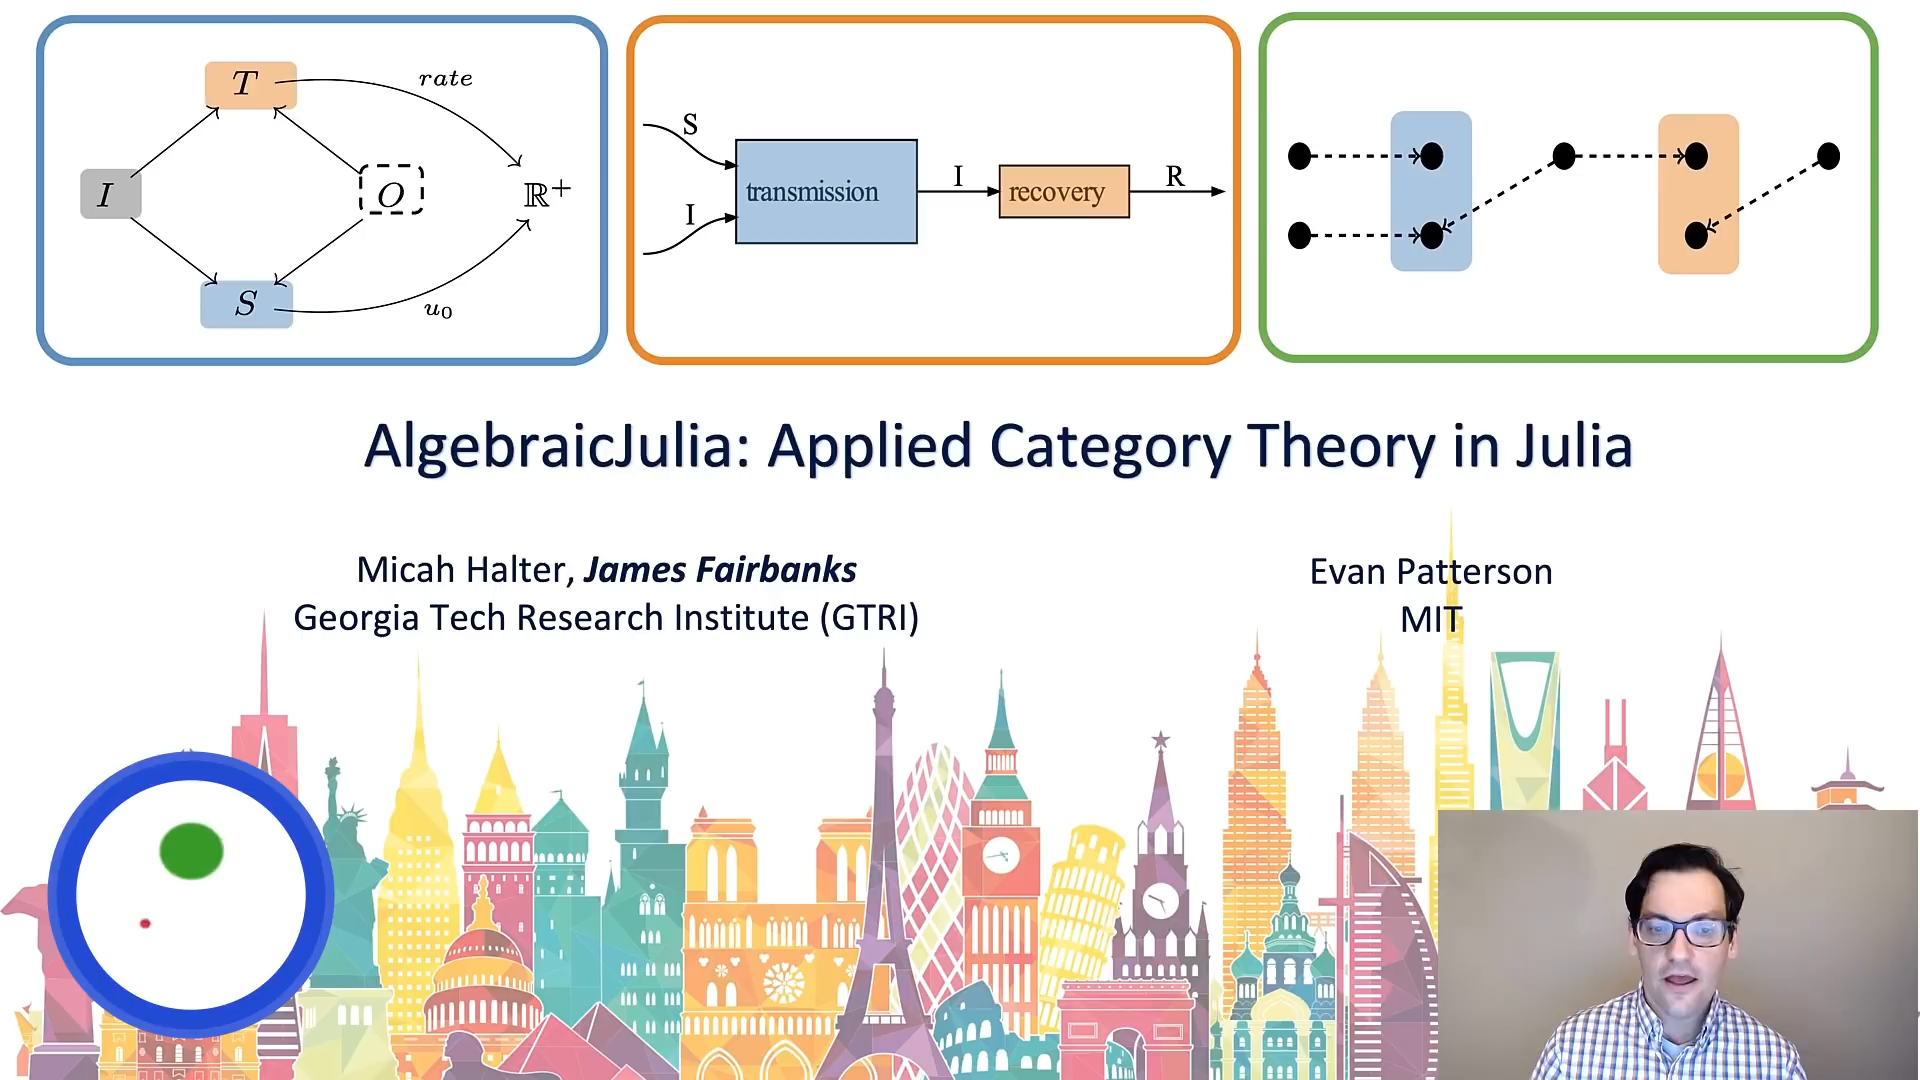 T
rate
I
O
ℝ⁺
S
u₀
S
I
transmission
I
recovery
R
AlgebraicJulia: Applied Category Theory in Julia
Micah Halter, James Fairbanks
Georgia Tech Research Institute (GTRI)
Evan Patterson
MIT